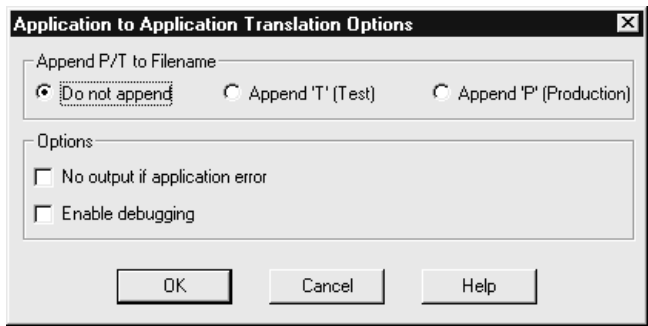 Application to Application Translation Options
Append P/T to Filename
Do not append Append 'T' (Test) Append 'P' (Production)
Options
No output if application error
Enable debugging
OK Cancel Help